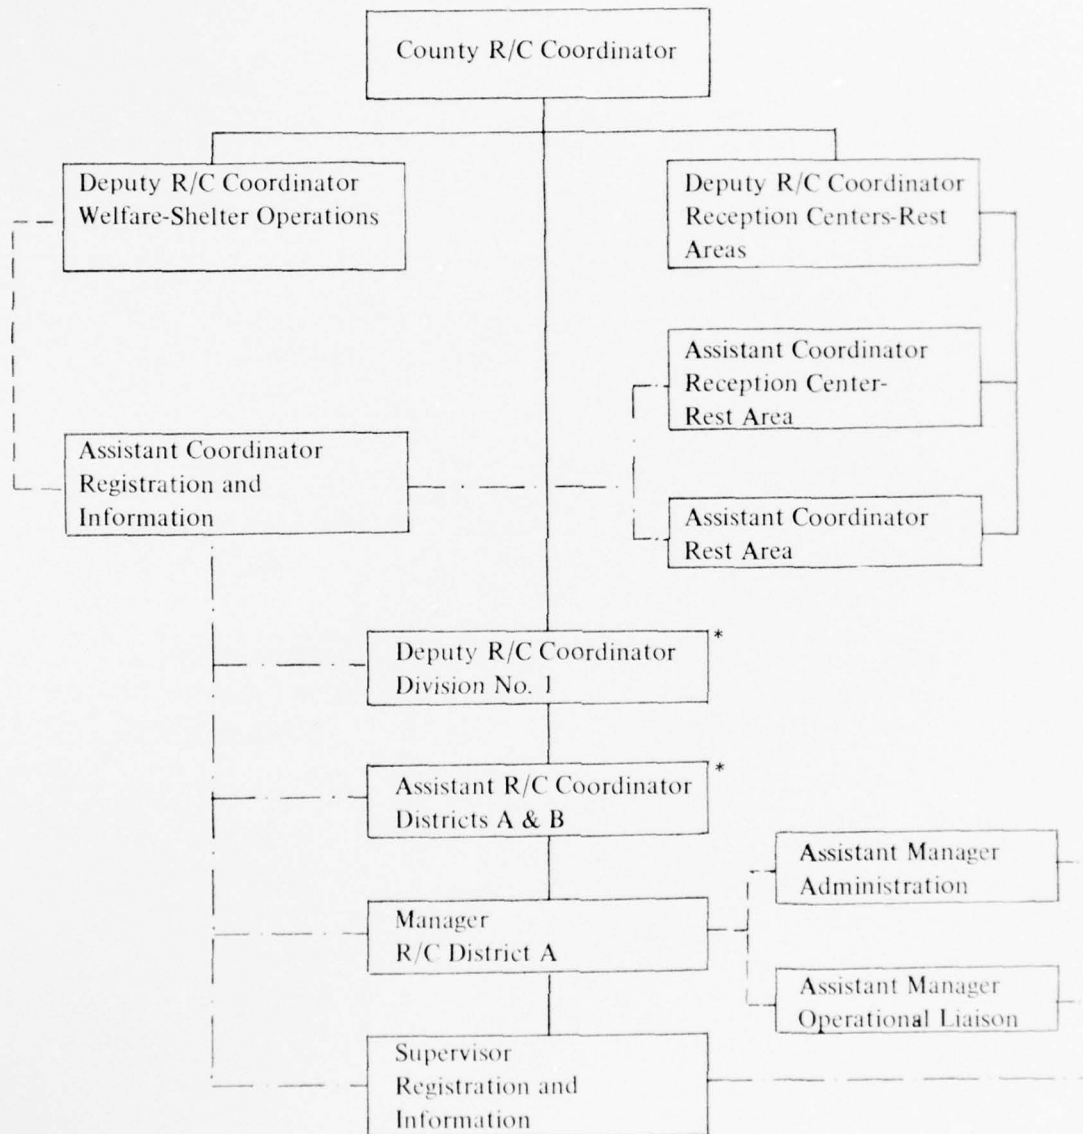 County R/C Coordinator
Deputy R/C Coordinator
Welfare-Shelter Operations
Deputy R/C Coordinator
Reception Centers-Rest
Areas
Assistant Coordinator
Reception Center-
Rest Area
Assistant Coordinator
Registration and
Information
Assistant Coordinator
Rest Area
Deputy R/C Coordinator *
Division No. 1
Assistant R/C Coordinator *
Districts A & B
Assistant Manager
Administration
Manager
R/C District A
Assistant Manager
Operational Liaison
Supervisor
Registration and
Information